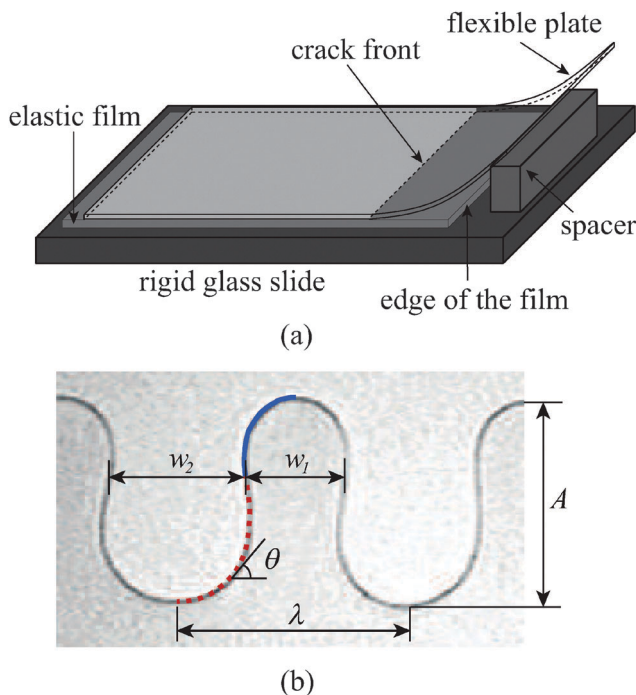 flexible plate
crack front
elastic film
spacer
rigid glass slide
edge of the film
(a)
w₂
w₁
A
θ
λ
(b)